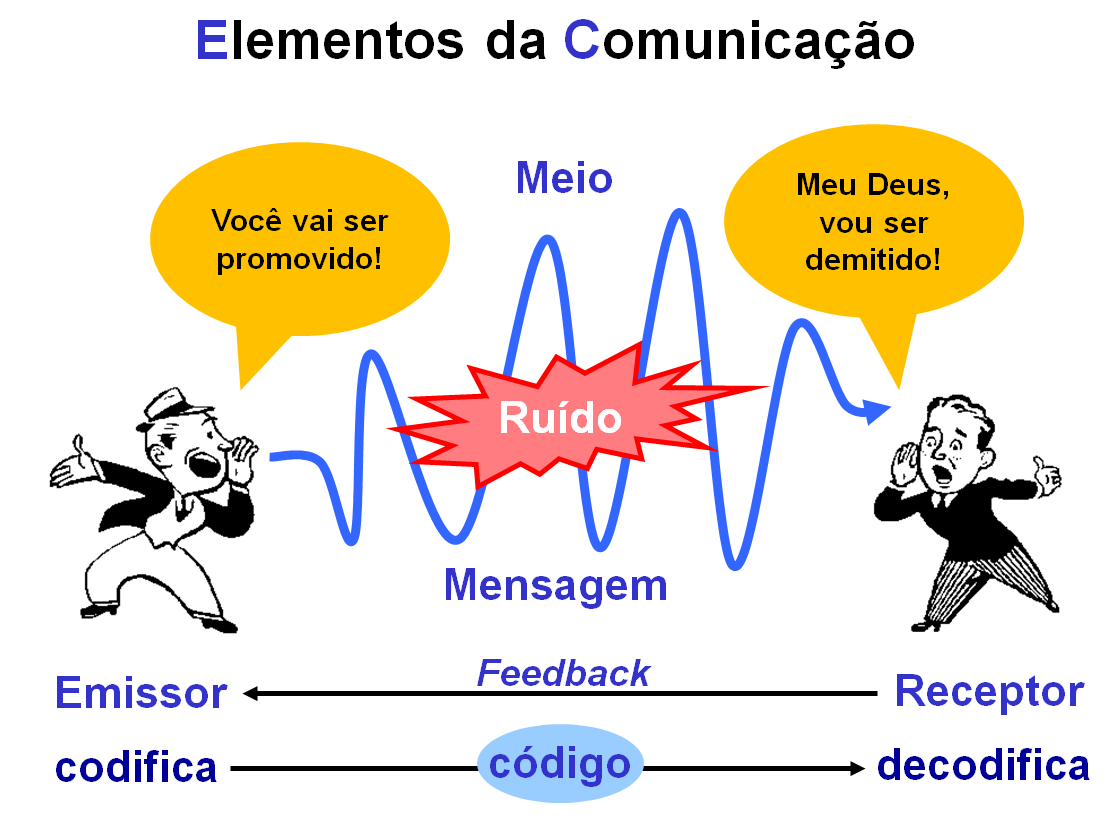 Elementos da Comunicação
Meio
Você vai ser
promovido!
Meu Deus,
vou ser
demitido!
Ruído
Mensagem
Feedback
Emissor
Receptor
codifica
código
decodifica